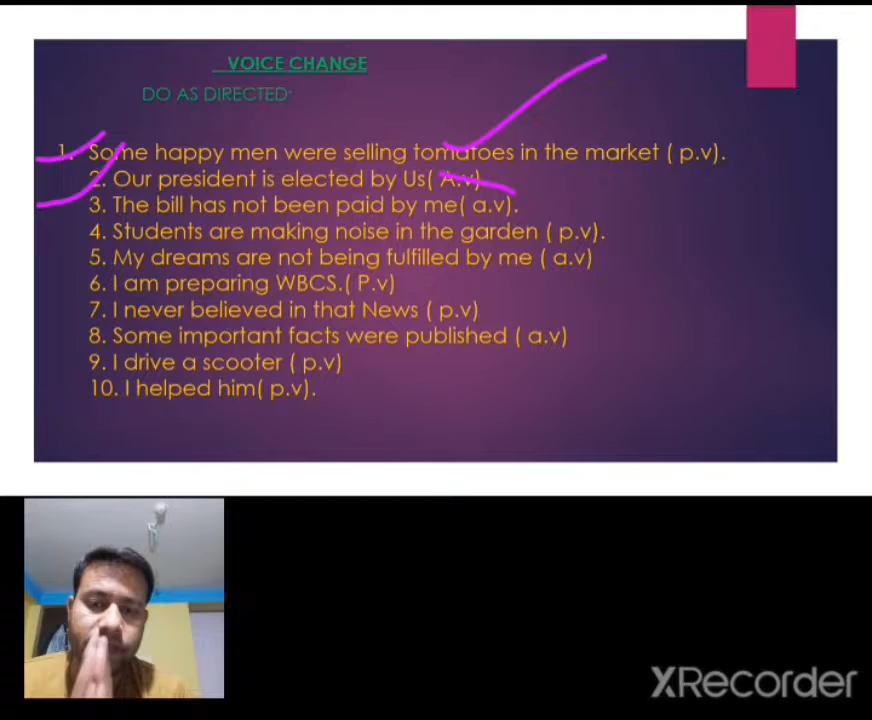 VOICE CHANGE
DO AS DIRECTED:
1. Some happy men were selling tomatoes in the market ( p.v).
2. Our president is elected by Us( A.v)
3. The bill has not been paid by me( a.v).
4. Students are making noise in the garden ( p.v).
5. My dreams are not being fulfilled by me ( a.v)
6. I am preparing WBCS.( P.v)
7. I never believed in that News ( p.v)
8. Some important facts were published ( a.v)
9. I drive a scooter ( p.v)
10. I helped him( p.v).
XRecorder